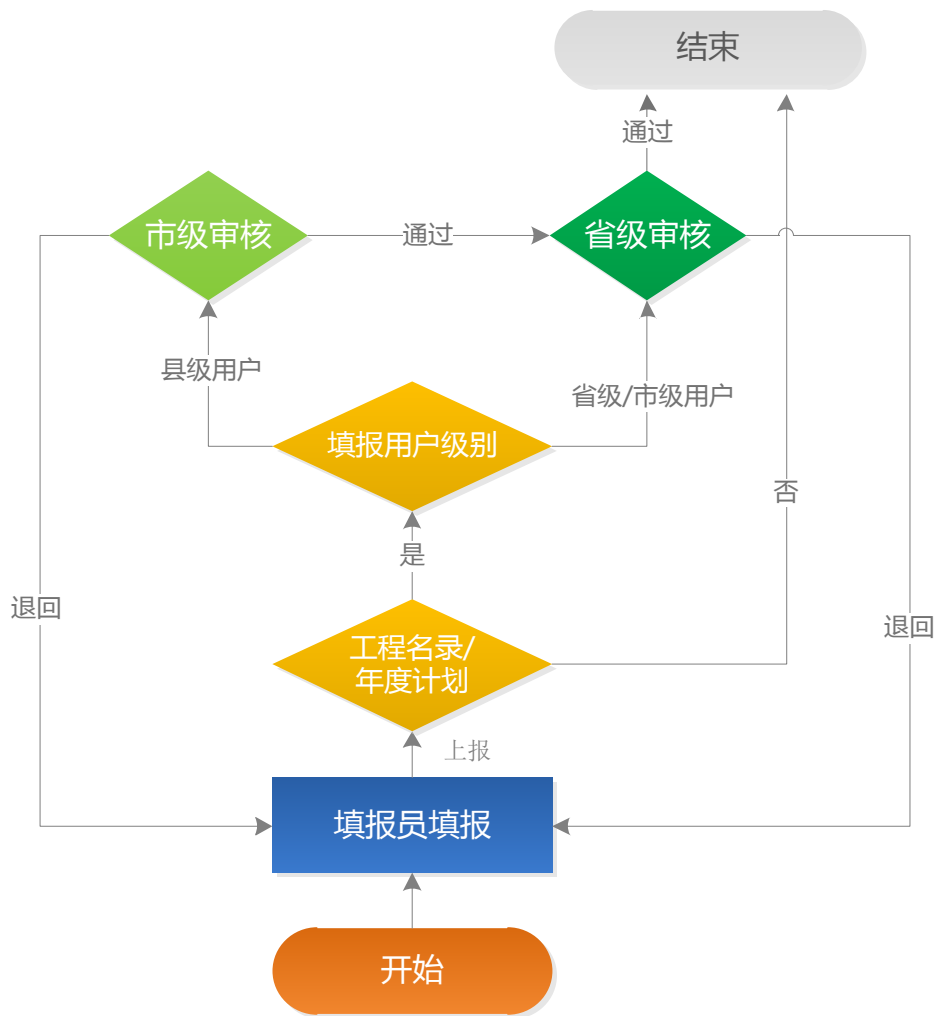 结束
通过
市级审核
通过
省级审核
县级用户
省级/市级用户
填报用户级别
否
是
退回
退回
工程名录/
年度计划
上报
填报员填报
开始